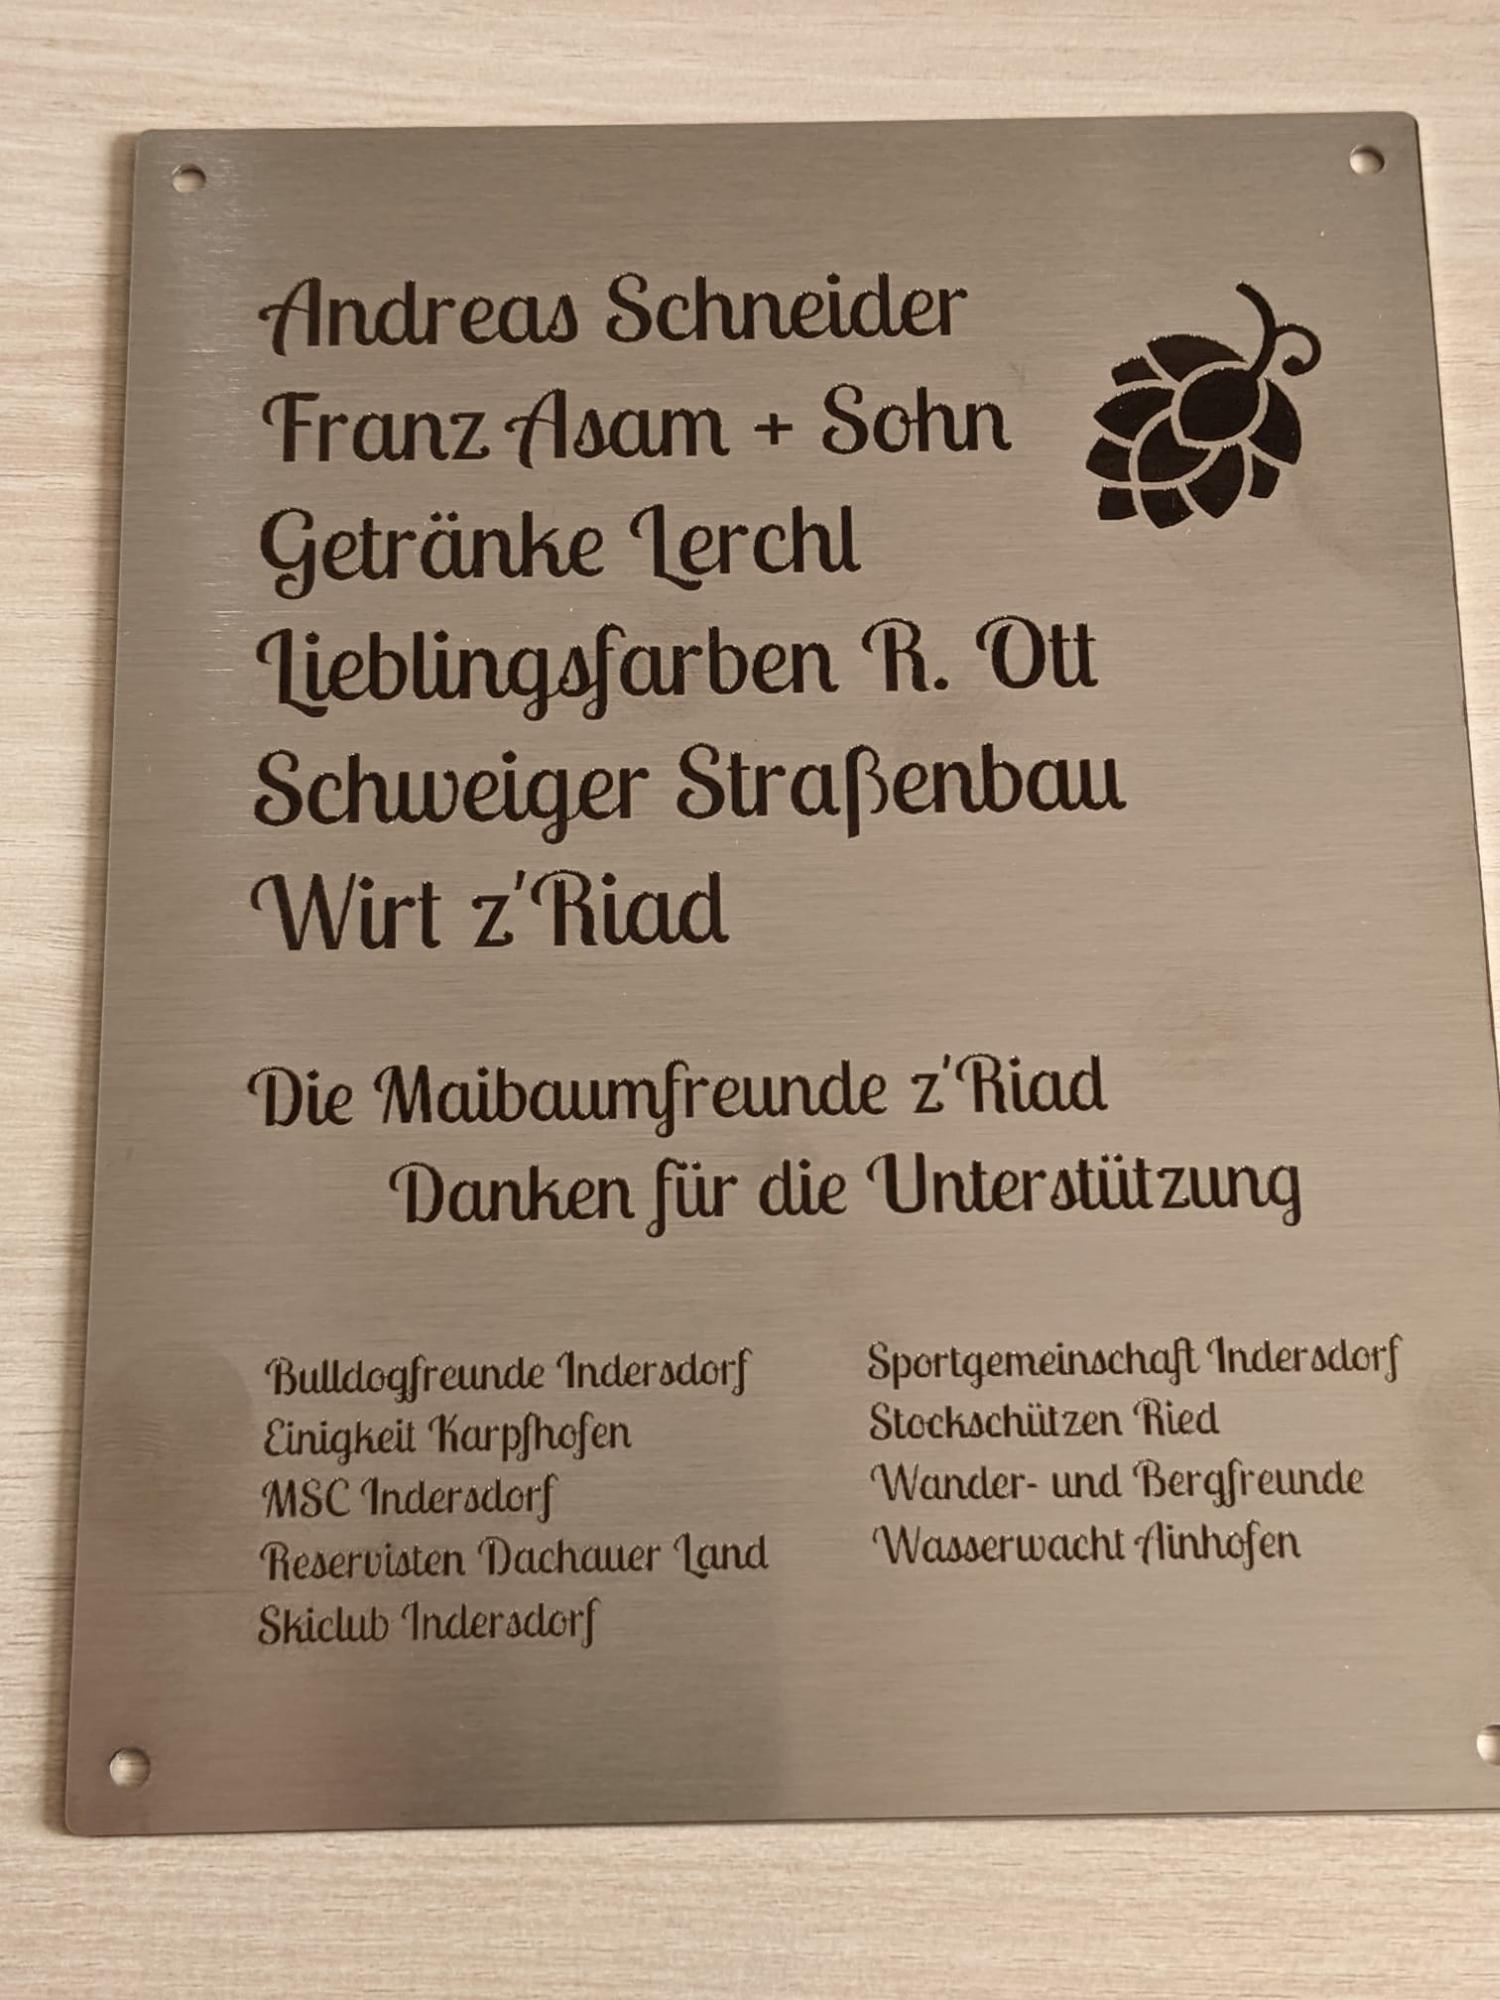 Andreas Schneider
Franz Asam + Sohn
Getränke Lerchl
Lieblingsfarben R. Ott
Schweiger Straßenbau
Wirt z'Riad
Die Maibaumfreunde z'Riad
Danken für die Unterstützung
Bulldogfreunde Indersdorf
Einigkeit Karpfhofen
MSC Indersdorf
Reservisten Dachauer Land
Skiclub Indersdorf
Sportgemeinschaft Indersdorf
Stockschützen Ried
Wander- und Bergfreunde
Wasserwacht Ainhofen